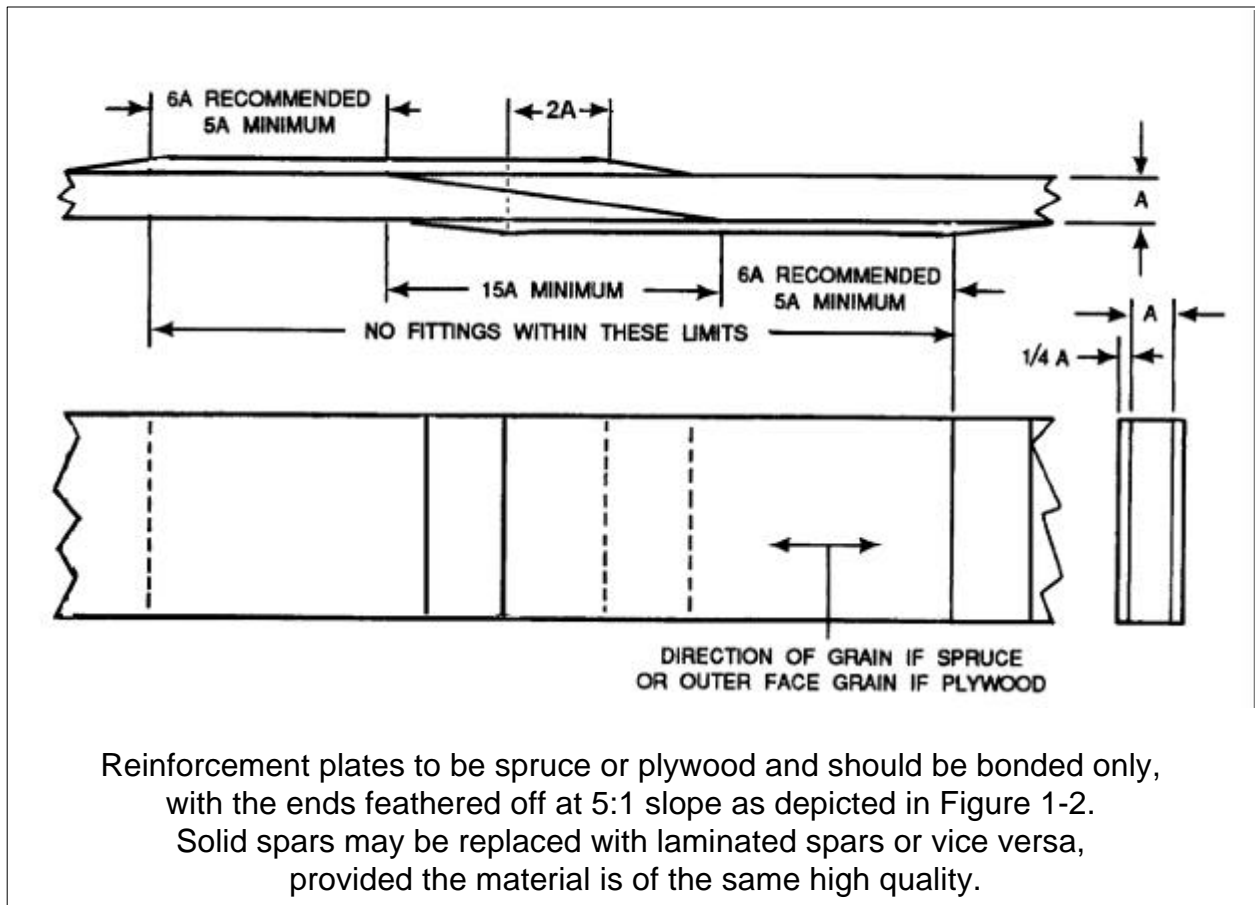 6A RECOMMENDED
5A MINIMUM
2A
A
15A MINIMUM
6A RECOMMENDED
5A MINIMUM
NO FITTINGS WITHIN THESE LIMITS
A
1/4 A
DIRECTION OF GRAIN IF SPRUCE
OR OUTER FACE GRAIN IF PLYWOOD
Reinforcement plates to be spruce or plywood and should be bonded only,
with the ends feathered off at 5:1 slope as depicted in Figure 1-2.
Solid spars may be replaced with laminated spars or vice versa,
provided the material is of the same high quality.